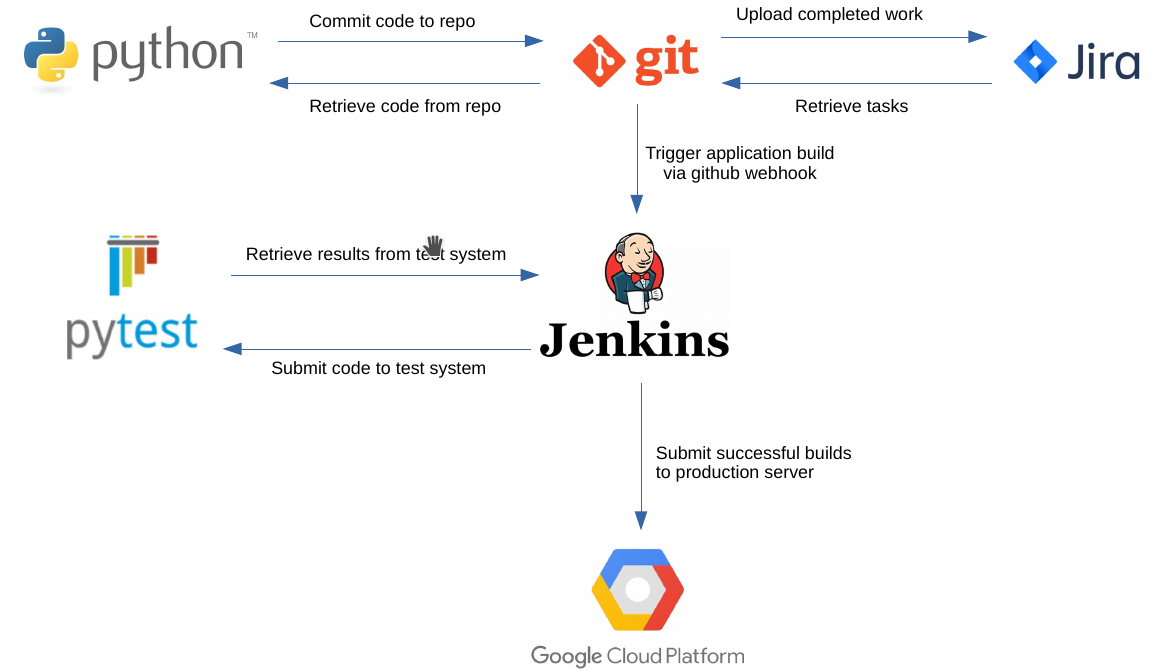 Commit code to repo
Upload completed work
python™
git
Jira
Retrieve code from repo
Retrieve tasks
Trigger application build
via github webhook
Retrieve results from test system
pytest
Jenkins
Submit code to test system
Submit successful builds
to production server
Google Cloud Platform